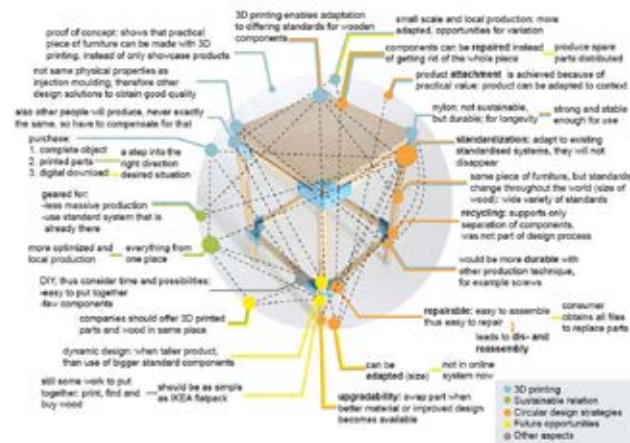 3D printing enables adaptation
to differing standards for wooden
components
small scale and local production: more
adapted, opportunities for variation
proof of concept: shows that practical
piece of furniture can be made with 3D
printing, instead of only showcase products
components can be repaired instead
of getting rid of the whole piece
produce spare
parts distributed
not same physical properties as
injection moulding, therefore other
design solutions to obtain good quality
product attachment is achieved because of
practical value: product can be adapted to context
also other people will produce, never exactly
the same, so have to compensate for that
nylon: not sustainable,
but durable; for longevity
strong and stable
enough for use
purchase:
1. complete object
2. printed parts
3. digital download
a step into the
right direction
desired situation
standardization: adapt to existing
standardised systems, they will not
disappear
same piece of furniture, but standards
change throughout the world (size of
wood): wide variety of standards
geared for:
-less massive production
-use standard system that is
already there
recycling: supports only
separation of components,
was not part of design process
more optimized and
local production
everything from
one place
would be more durable with
other production technique,
for example screws
DIY, thus consider time and possibilities:
-easy to put together
-few components
companies should offer 3D printed
parts and wood in same place
repairable: easy to assemble
thus easy to repair
consumer
obtains all files
to replace parts
leads to dis- and
reassembly
dynamic design: when taller product,
than use of bigger standard components
can be
adapted (size)
not in online
system now
still some work to put
together: print, find and
buy wood
should be as simple
as IKEA flatpack
upgradability: swap part when
better material or improved design
becomes available
3D printing
Sustainable relation
Circular design strategies
Future opportunities
Other aspects